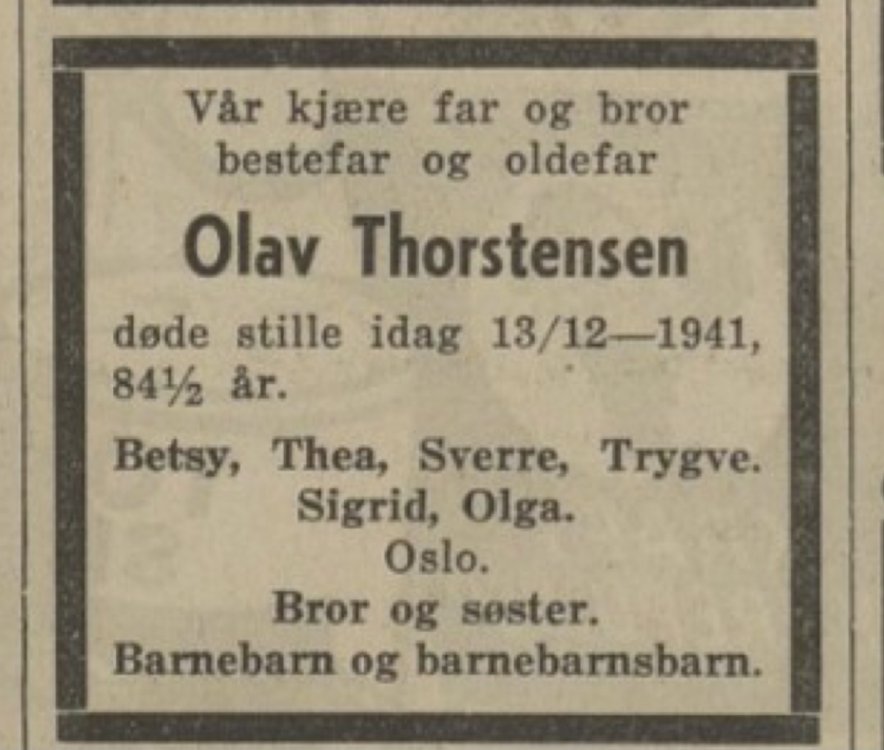 Vår kjære far og bror
bestefar og oldefar
Olav Thorstensen
døde stille idag 13/12—1941,
84½ år.
Betsy, Thea, Sverre, Trygve.
Sigrid, Olga.
Oslo.
Bror og søster.
Barnebarn og barnebarnsbarn.